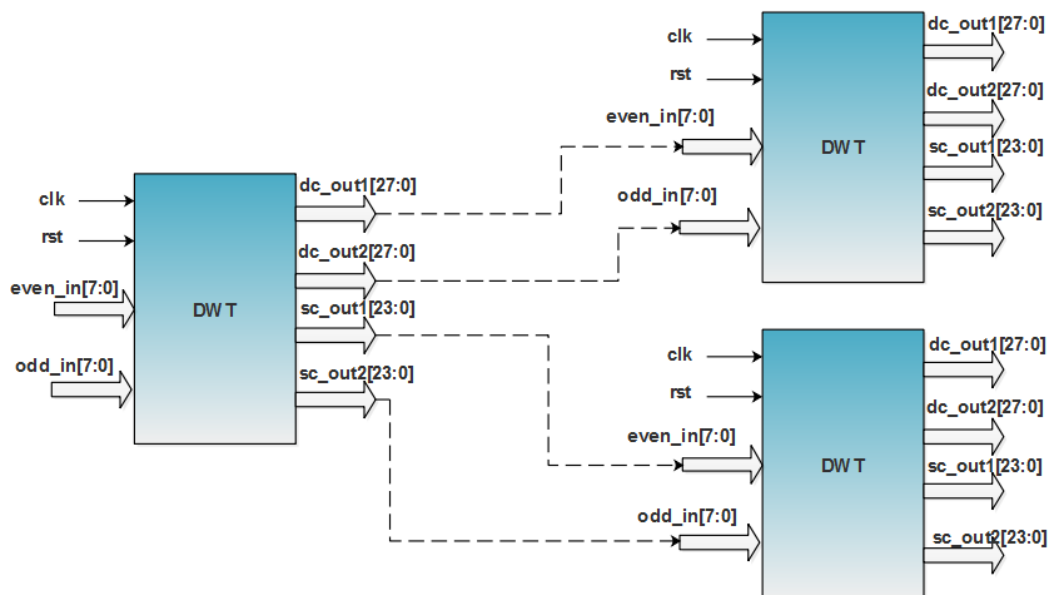 clk
rst
even_in[7:0]
odd_in[7:0]
DWT
dc_out1[27:0]
dc_out2[27:0]
sc_out1[23:0]
sc_out2[23:0]
clk
rst
even_in[7:0]
odd_in[7:0]
DWT
dc_out1[27:0]
dc_out2[27:0]
sc_out1[23:0]
sc_out2[23:0]
clk
rst
even_in[7:0]
odd_in[7:0]
DWT
dc_out1[27:0]
dc_out2[27:0]
sc_out1[23:0]
sc_out2[23:0]